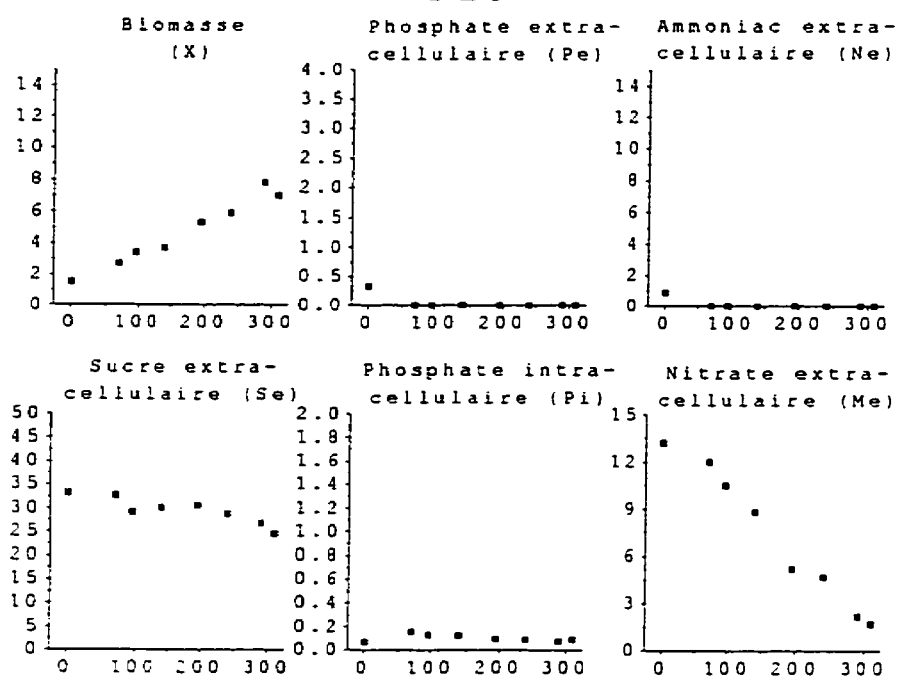 Biomasse
(X)
14
12
10
8
6
4
2
0
0 100 200 300
Phosphate extra-
cellulaire (Pe)
4.0
3.5
3.0
2.5
2.0
1.5
1.0
0.5
0.0
0 100 200 300
Ammoniac extra-
cellulaire (Ne)
14
12
10
8
6
4
2
0
0 100 200 300
Sucre extra-
cellulaire (Se)
50
45
40
35
30
25
20
15
10
5
0
0 100 200 300
Phosphate intra-
cellulaire (Pi)
2.0
1.8
1.6
1.4
1.2
1.0
0.8
0.6
0.4
0.2
0.0
0 100 200 300
Nitrate extra-
cellulaire (Me)
15
12
9
6
3
0
0 100 200 300